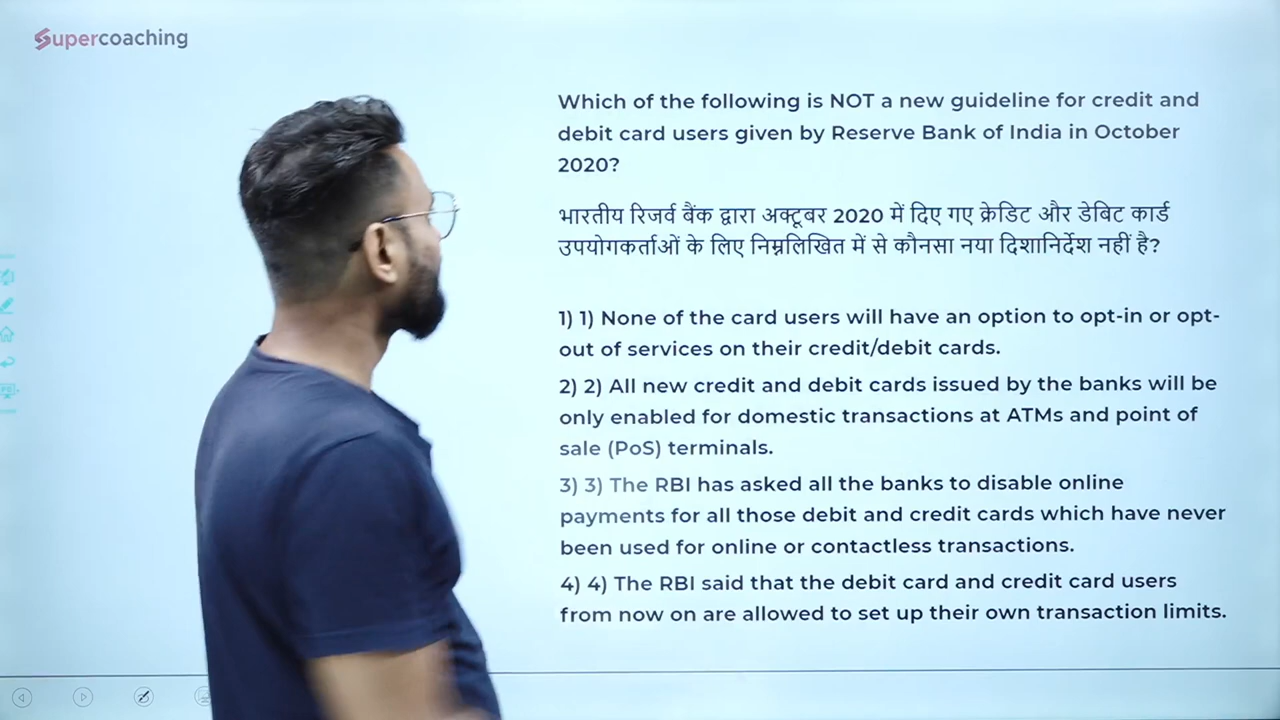 Supercoaching
Which of the following is NOT a new guideline for credit and
debit card users given by Reserve Bank of India in October
2020?
भारतीय रिजर्व बैंक द्वारा अक्टूबर 2020 में दिए गए क्रेडिट और डेबिट कार्ड
उपयोगकर्ताओं के लिए निम्नलिखित में से कौनसा नया दिशानिर्देश नहीं है?
1) 1) None of the card users will have an option to opt-in or opt-
out of services on their credit/debit cards.
2) 2) All new credit and debit cards issued by the banks will be
only enabled for domestic transactions at ATMs and point of
sale (PoS) terminals.
3) 3) The RBI has asked all the banks to disable online
payments for all those debit and credit cards which have never
been used for online or contactless transactions.
4) 4) The RBI said that the debit card and credit card users
from now on are allowed to set up their own transaction limits.